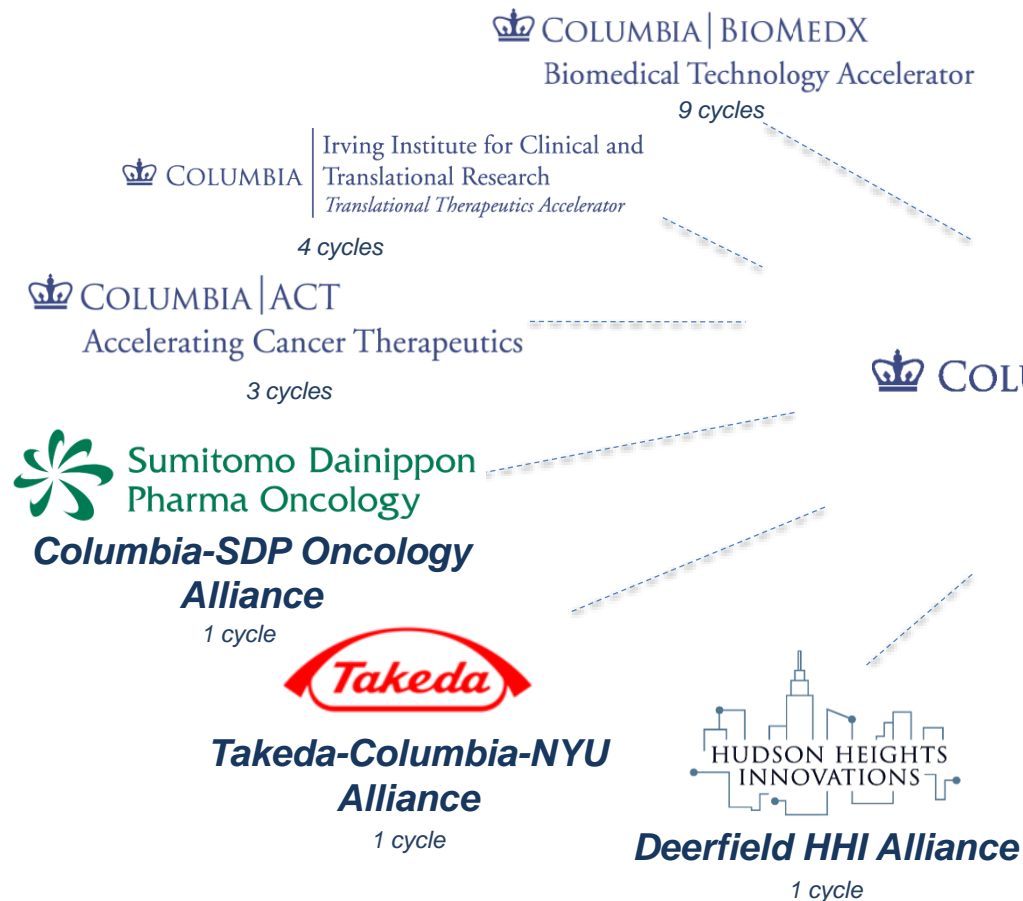 COLUMBIA | BIOMEDX
Biomedical Technology Accelerator
9 cycles
COLUMBIA
Irving Institute for Clinical and
Translational Research
Translational Therapeutics Accelerator
4 cycles
COLUMBIA | ACT
Accelerating Cancer Therapeutics
3 cycles
COLU
Sumitomo Dainippon
Pharma Oncology
Columbia-SDP Oncology
Alliance
1 cycle
Takeda
Takeda-Columbia-NYU
Alliance
1 cycle
HUDSON HEIGHTS
INNOVATIONS
Deerfield HHI Alliance
1 cycle